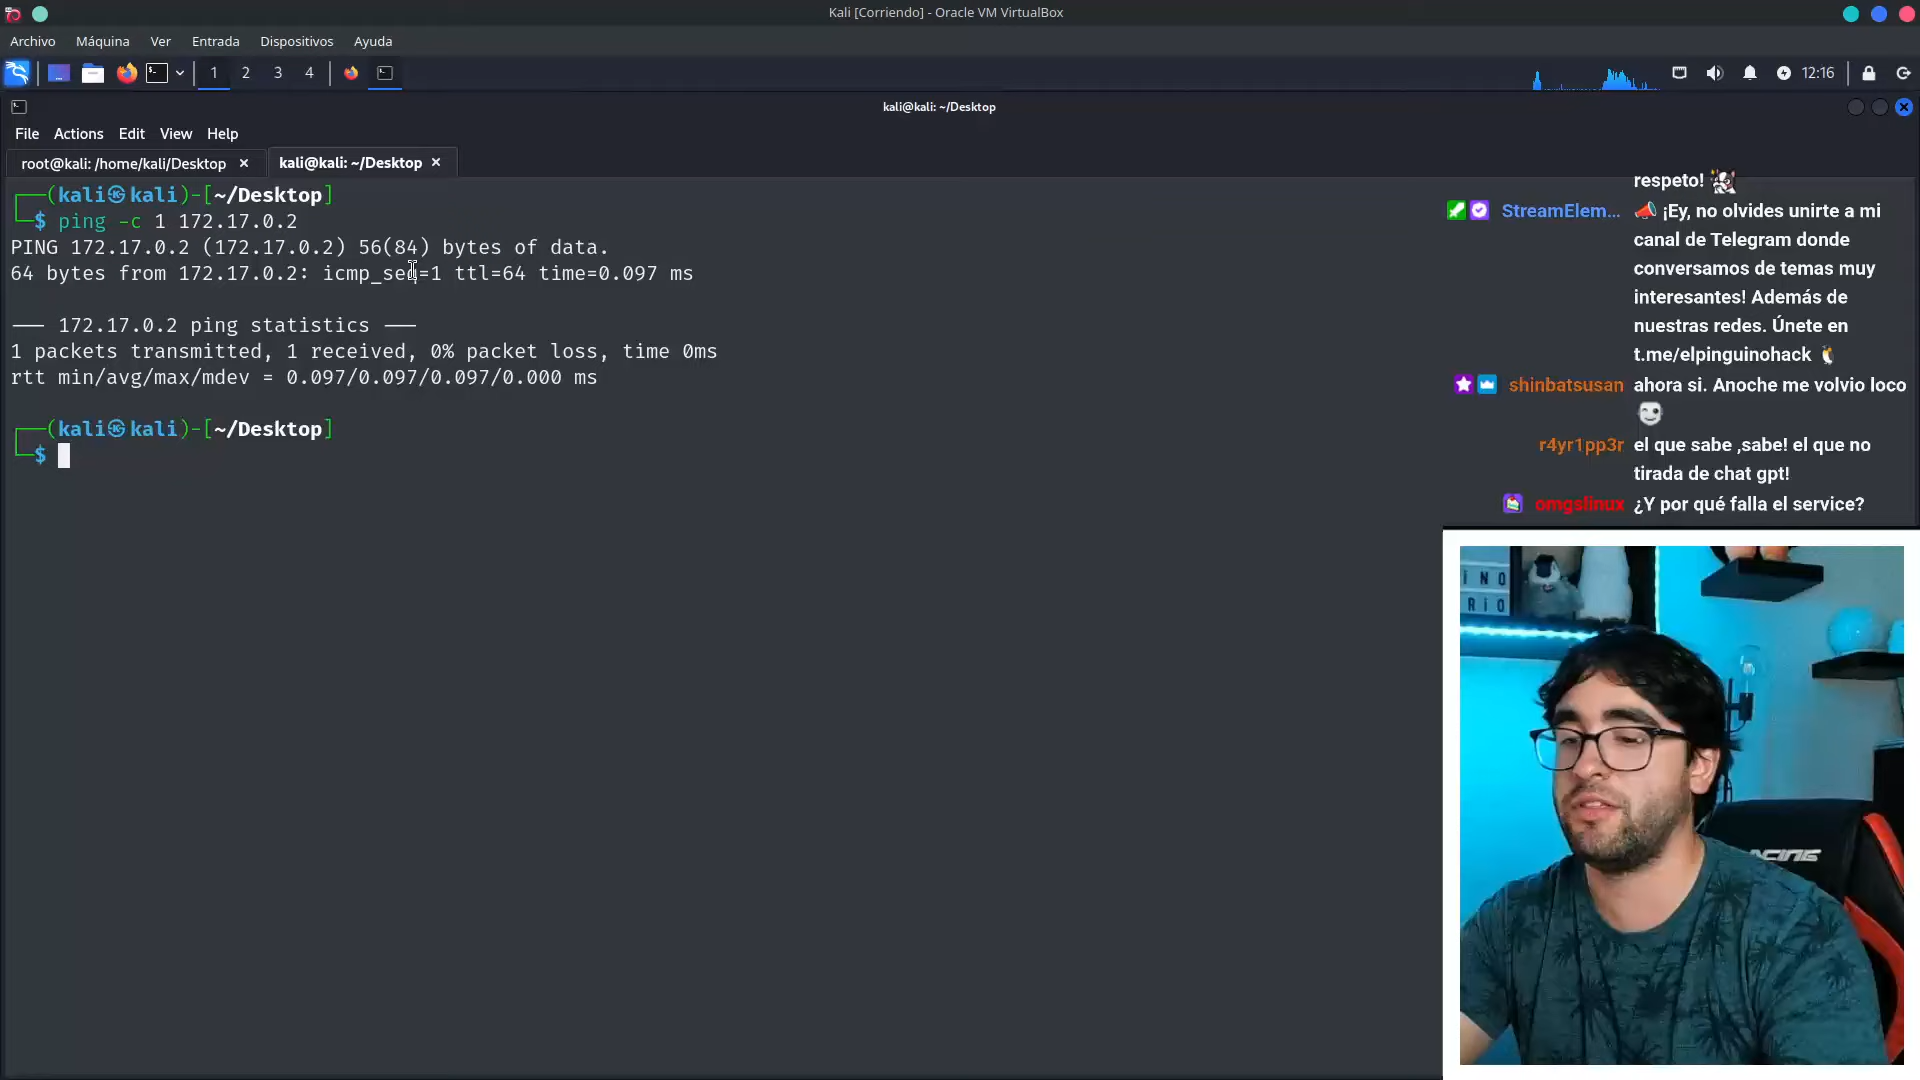 Kali [Corriendo] - Oracle VM VirtualBox
Archivo Máquina Ver Entrada Dispositivos Ayuda
1 2 3 4 12:16
kali@kali: ~/Desktop
File Actions Edit View Help
root@kali: /home/kali/Desktop kali@kali: ~/Desktop
(kali㉿kali)-[~/Desktop]
$ ping -c 1 172.17.0.2
PING 172.17.0.2 (172.17.0.2) 56(84) bytes of data.
64 bytes from 172.17.0.2: icmp_seq=1 ttl=64 time=0.097 ms
--- 172.17.0.2 ping statistics ---
1 packets transmitted, 1 received, 0% packet loss, time 0ms
rtt min/avg/max/mdev = 0.097/0.097/0.097/0.000 ms
(kali㉿kali)-[~/Desktop]
$
respeto!
StreamElem... 📣 ¡Ey, no olvides unirte a mi
canal de Telegram donde
conversamos de temas muy
interesantes! Además de
nuestras redes. Únete en
t.me/elpinguinohack 🐧
shinbatsusan ahora si. Anoche me volvio loco
r4yr1pp3r el que sabe ,sabe! el que no
tirada de chat gpt!
omgslinux ¿Y por qué falla el service?
INO
RIO
ACING